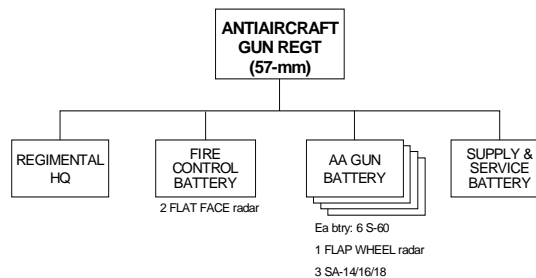 ANTIAIRCRAFT
GUN REGT
(57-mm)
REGIMENTAL
HQ
FIRE
CONTROL
BATTERY
2 FLAT FACE radar
AA GUN
BATTERY
Ea btry: 6 S-60
1 FLAP WHEEL radar
3 SA-14/16/18
SUPPLY &
SERVICE
BATTERY